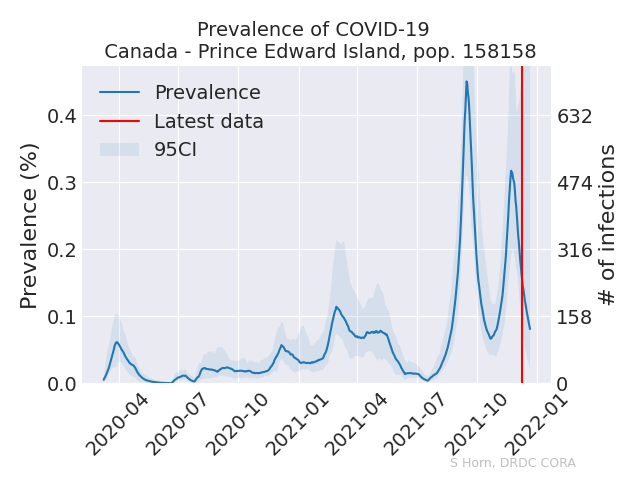 Prevalence of COVID-19
Canada - Prince Edward Island, pop. 158158
Prevalence
Latest data
95CI
Prevalence (%)
0.4
0.3
0.2
0.1
0.0
632
474
316
158
0
# of infections
2020-04
2020-07
2020-10
2021-01
2021-04
2021-07
2021-10
2022-01
S Horn, DRDC CORA